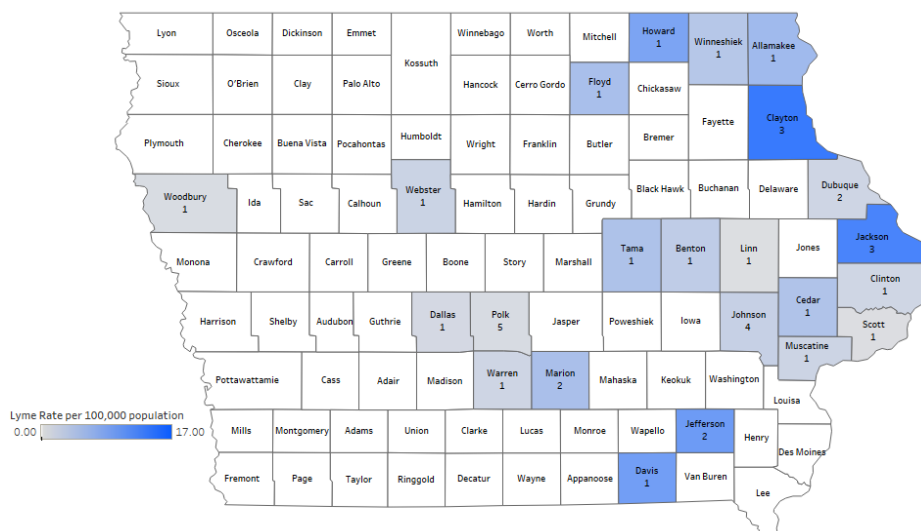 Lyon Osceola Dickinson Emmet Winnebago Worth Mitchell Howard Winneshiek Allamakee
1 1 1
Kossuth
Sioux O'Brien Clay Palo Alto Hancock Cerro Gordo Floyd Chickasaw
1
Fayette Clayton
3
Plymouth Cherokee Buena Vista Pocahontas Humboldt Wright Franklin Butler Bremer
Woodbury Ida Sac Calhoun Webster Hamilton Hardin Grundy Black Hawk Buchanan Delaware Dubuque
1 1 2
Monona Crawford Carroll Greene Boone Story Marshall Tama Benton Linn Jones Jackson
1 1 1 3
Clinton
1
Harrison Shelby Audubon Guthrie Dallas Polk Jasper Poweshiek Iowa Johnson Cedar Scott
1 5 4 1 1
Muscatine
1
Pottawattamie Cass Adair Madison Warren Marion Mahaska Keokuk Washington
1 2
Louisa
Lyme Rate per 100,000 population
0.00 17.00
Mills Montgomery Adams Union Clarke Lucas Monroe Wapello Jefferson Henry
2
Des Moines
Fremont Page Taylor Ringgold Decatur Wayne Appanoose Davis Van Buren
1
Lee